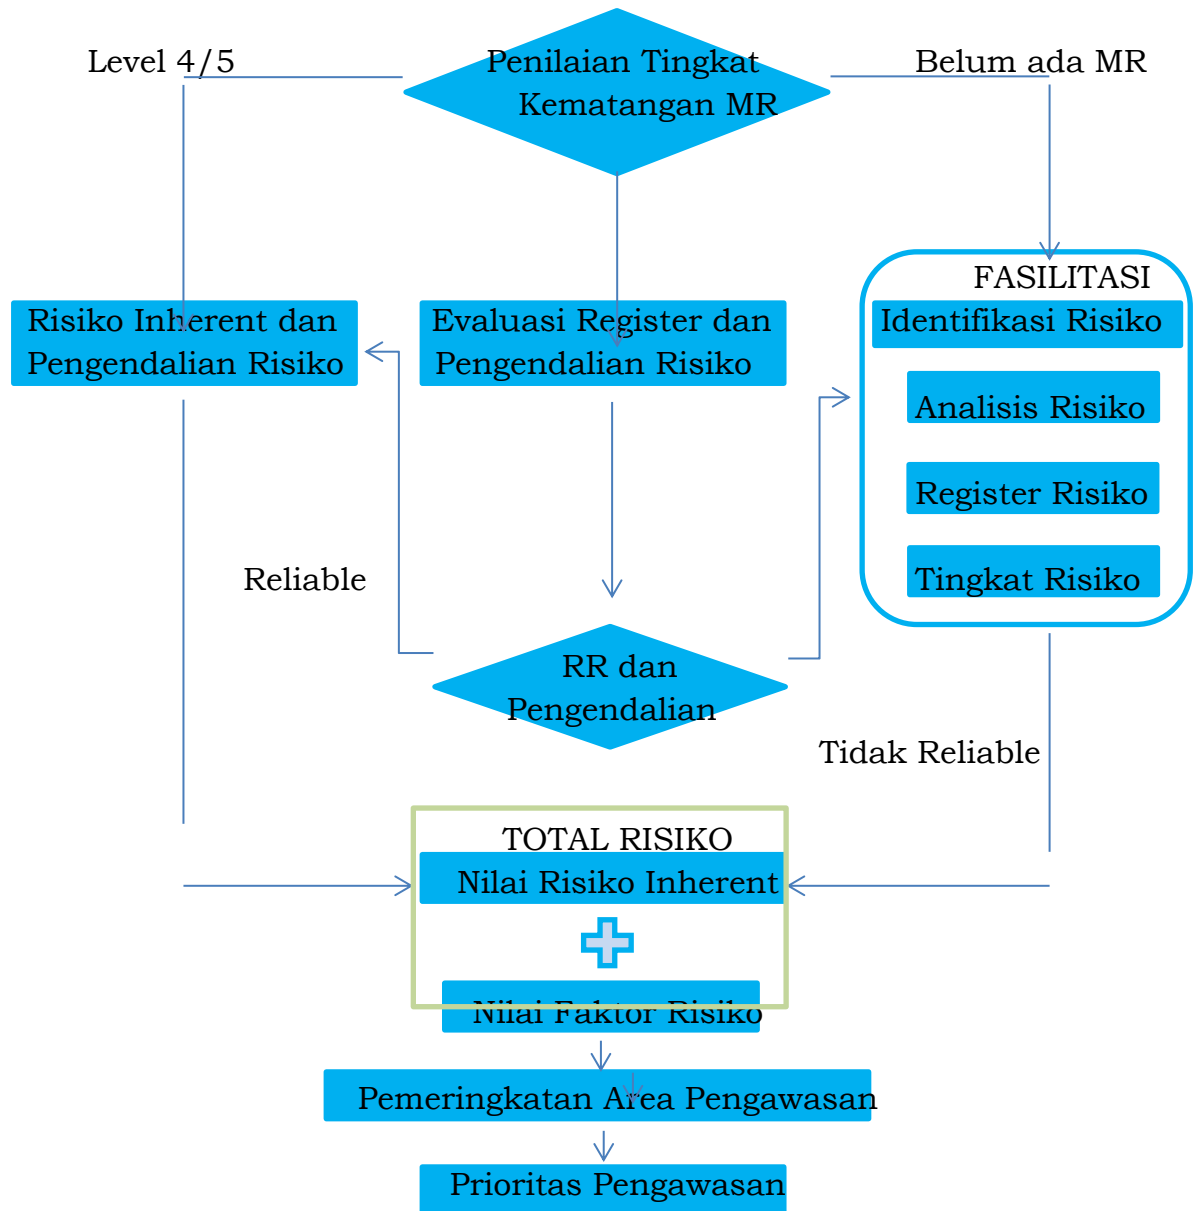 Level 4/5
Penilaian Tingkat
Kematangan MR
Belum ada MR
Risiko Inherent dan
Pengendalian Risiko
Evaluasi Register dan
Pengendalian Risiko
FASILITASI
Identifikasi Risiko
Analisis Risiko
Register Risiko
Tingkat Risiko
Reliable
RR dan
Pengendalian
Tidak Reliable
TOTAL RISIKO
Nilai Risiko Inherent
Nilai Faktor Risiko
Pemeringkatan Area Pengawasan
Prioritas Pengawasan